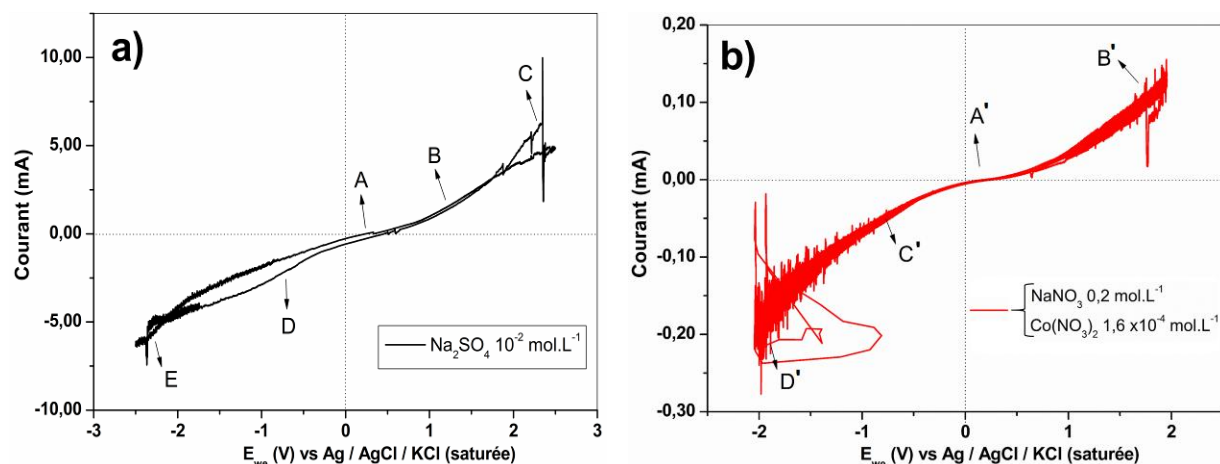 a)
10,00
5,00
0,00
-5,00
-10,00
Courant (mA)
A
B
C
D
E
Na₂SO₄ 10⁻² mol.L⁻¹
-3
-2
-1
0
1
2
3
E_we (V) vs Ag / AgCl / KCl (saturée)
b)
0,20
0,10
0,00
-0,10
-0,20
-0,30
Courant (mA)
A'
B'
C'
D'
NaNO₃ 0,2 mol.L⁻¹
Co(NO₃)₂ 1,6 x10⁻⁴ mol.L⁻¹
-2
-1
0
1
2
E_we (V) vs Ag / AgCl / KCl (saturée)